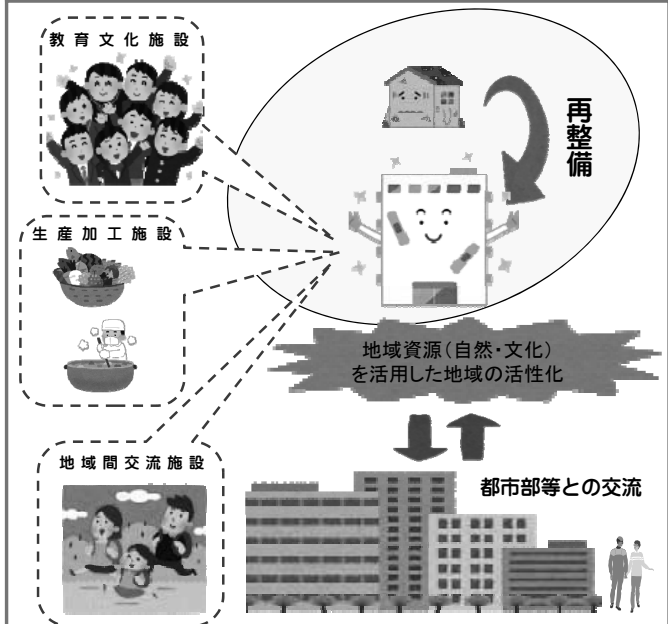 教育文化施設
再整備
生産加工施設
地域資源(自然・文化)
を活用した地域の活性化
地域間交流施設
都市部等との交流